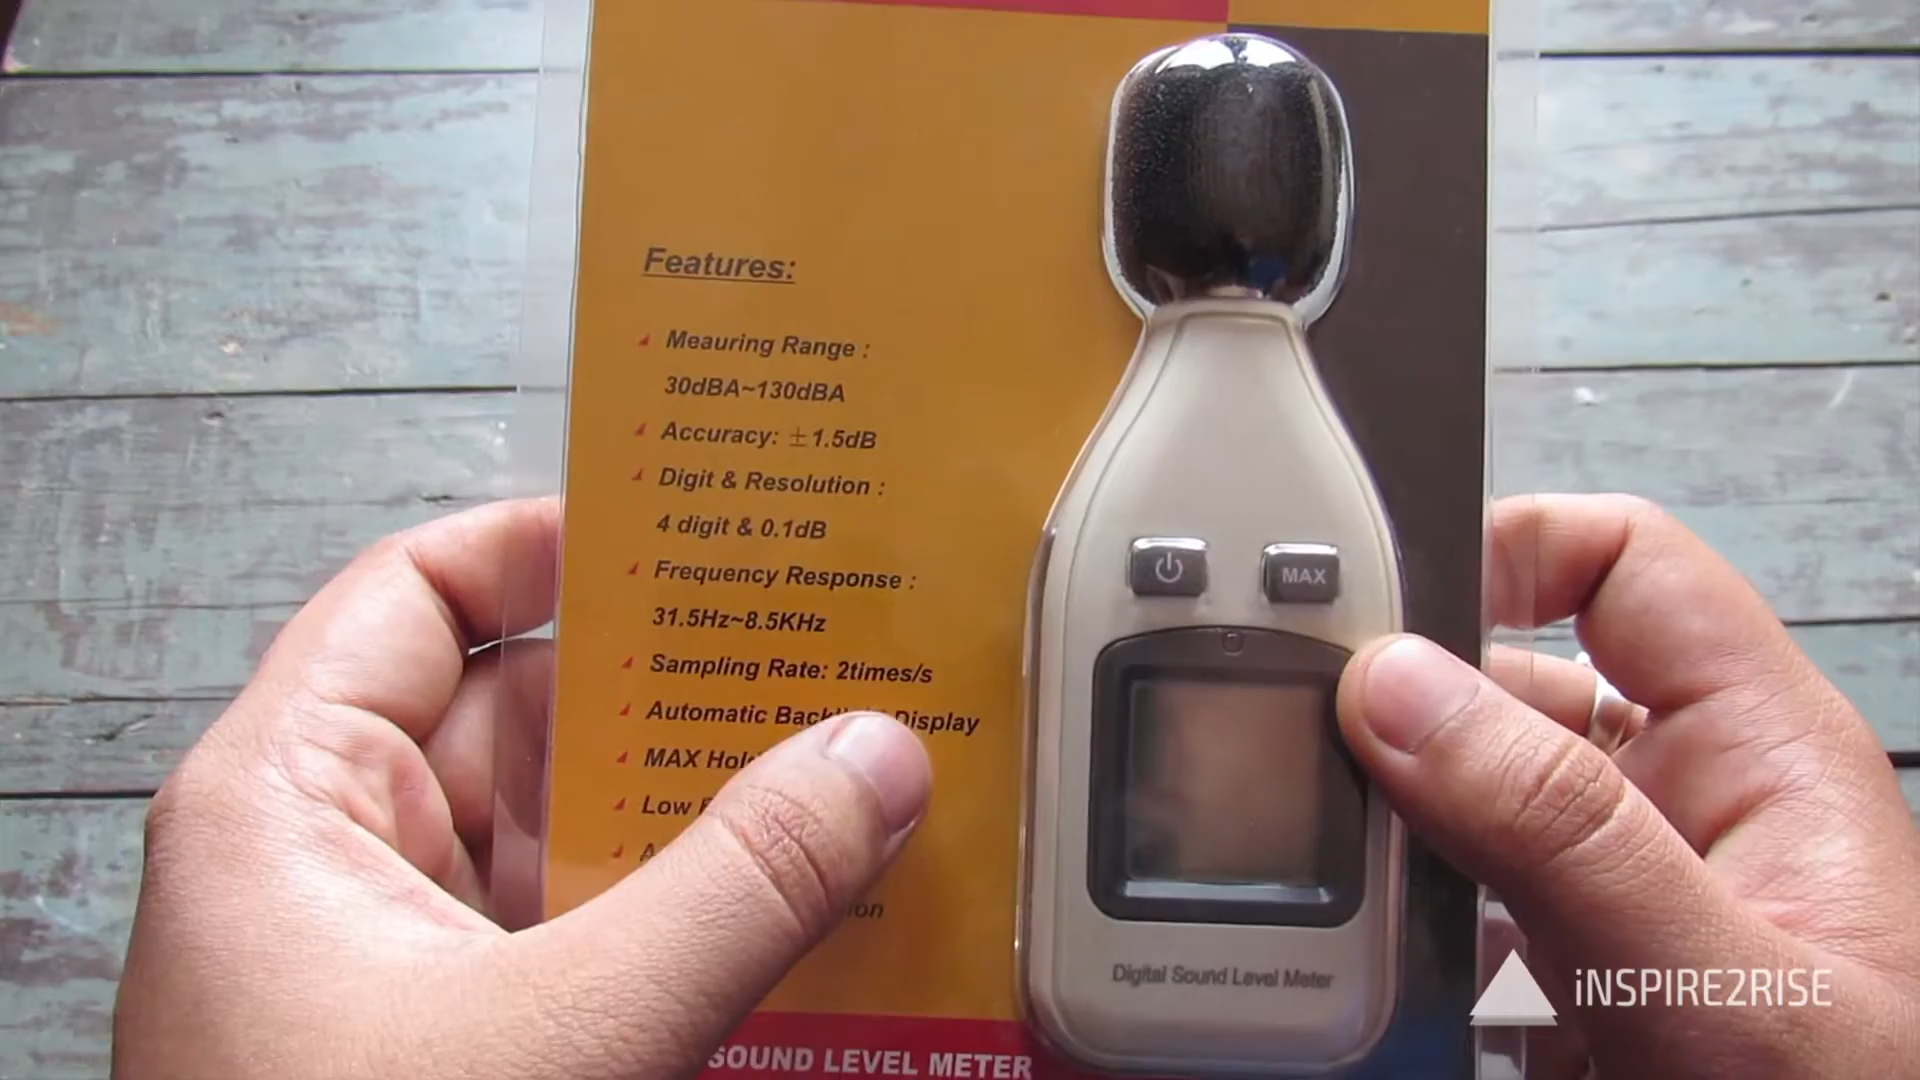 Features:
Meauring Range :
30dBA~130dBA
Accuracy: ±1.5dB
Digit & Resolution :
4 digit & 0.1dB
Frequency Response :
31.5Hz~8.5KHz
Sampling Rate: 2times/s
Automatic Display
MAX
Low
MAX
Digital Sound Level Meter
SOUND LEVEL METER
iNSPIRE2RISE